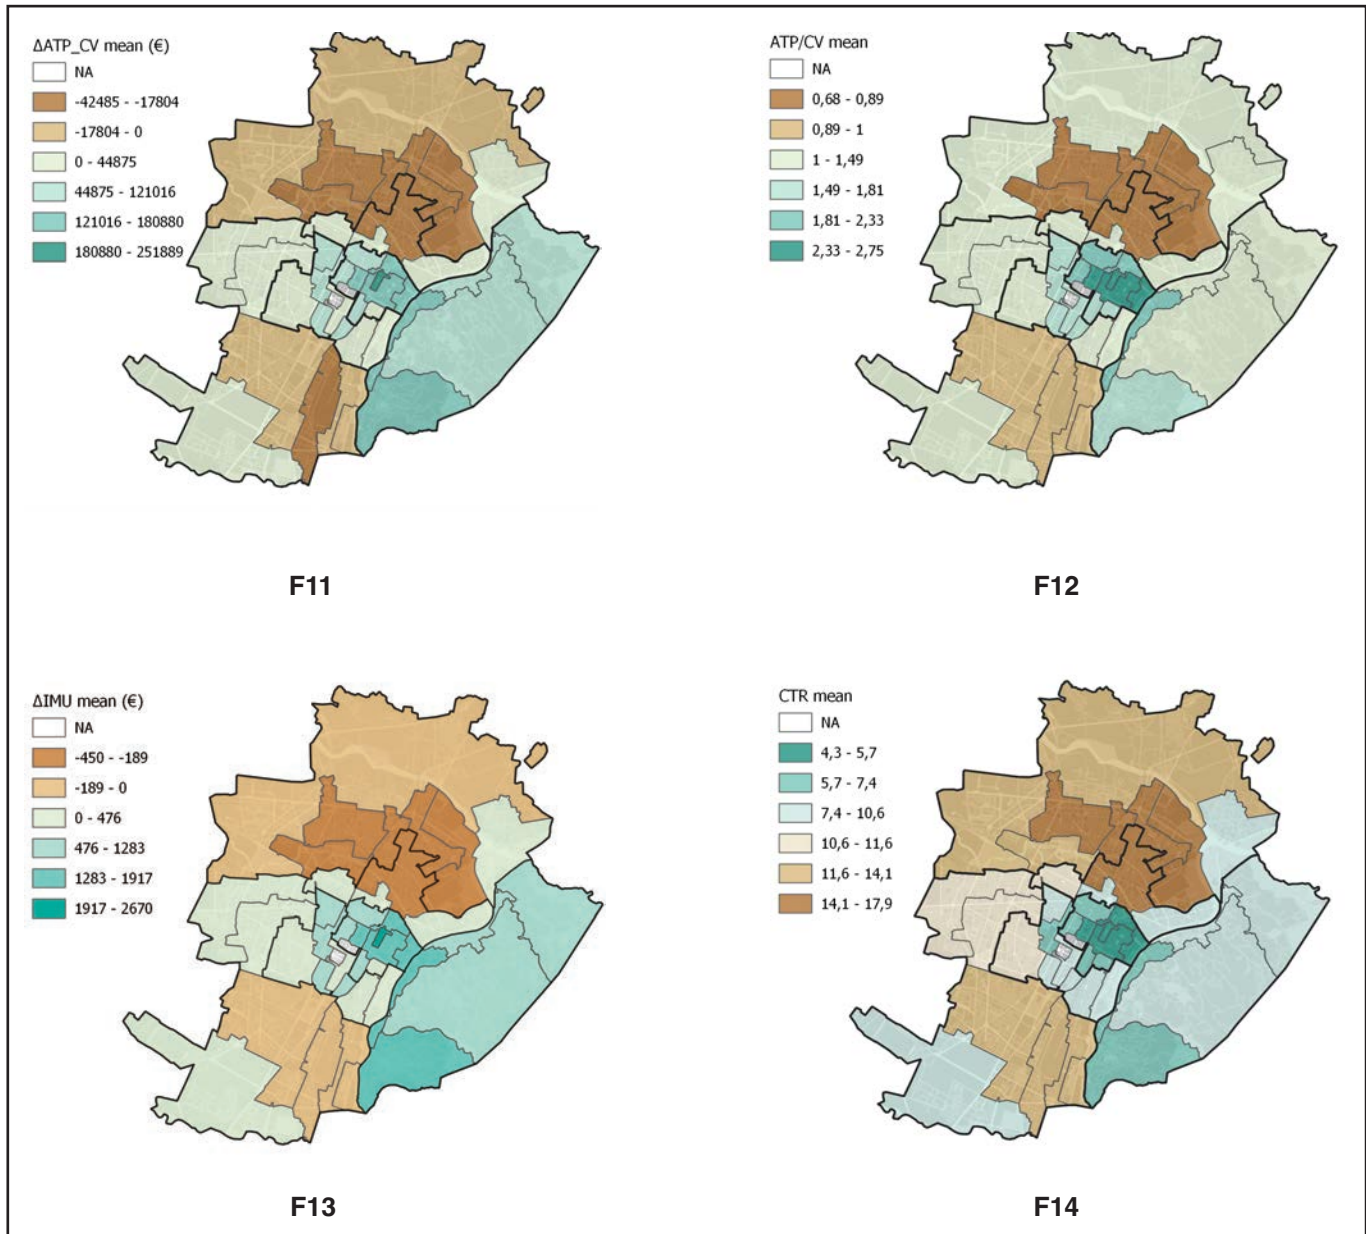 ΔATP_CV mean (€)
NA
-42485 - -17804
-17804 - 0
0 - 44875
44875 - 121016
121016 - 180880
180880 - 251889
F11
ATP/CV mean
NA
0,68 - 0,89
0,89 - 1
1 - 1,49
1,49 - 1,81
1,81 - 2,33
2,33 - 2,75
F12
ΔIMU mean (€)
NA
-450 - -189
-189 - 0
0 - 476
476 - 1283
1283 - 1917
1917 - 2670
F13
CTR mean
NA
4,3 - 5,7
5,7 - 7,4
7,4 - 10,6
10,6 - 11,6
11,6 - 14,1
14,1 - 17,9
F14